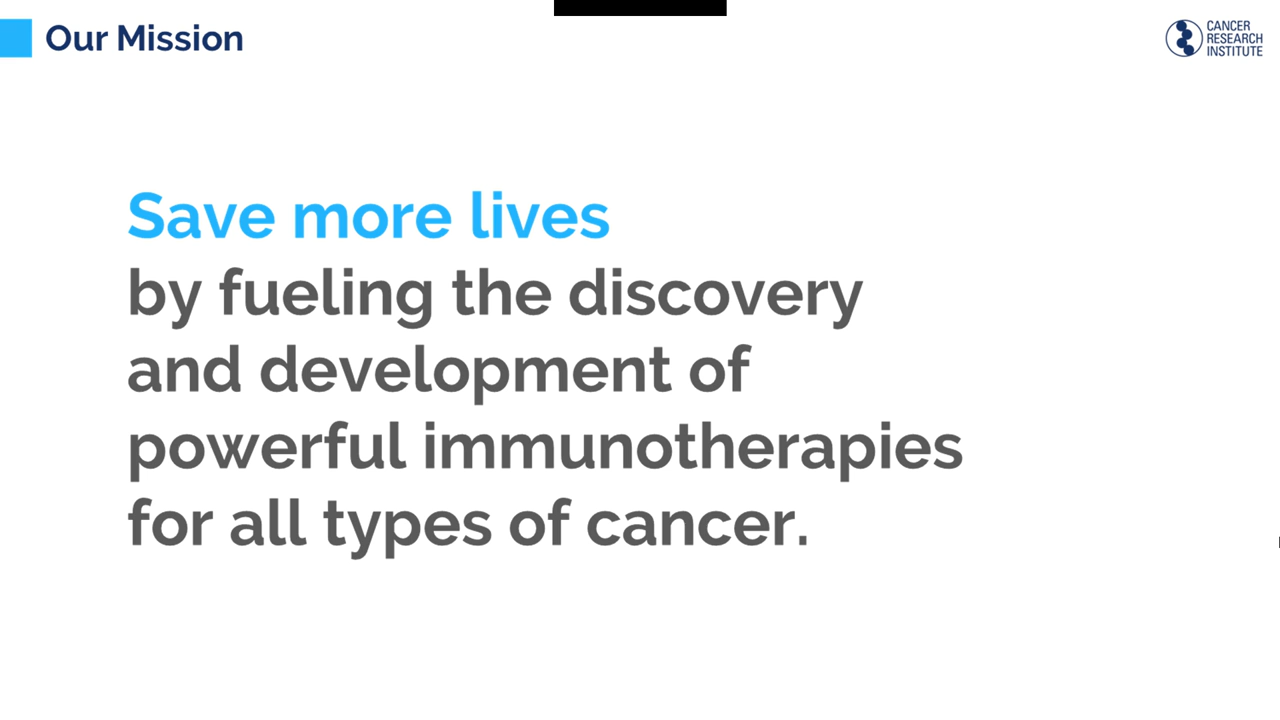 Our Mission
CANCER
RESEARCH
INSTITUTE
Save more lives
by fueling the discovery
and development of
powerful immunotherapies
for all types of cancer.